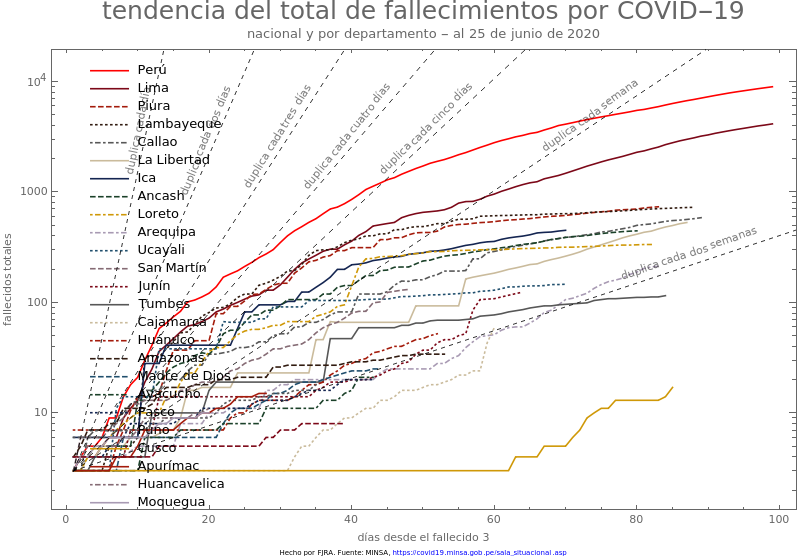 tendencia del total de fallecimientos por COVID−19
nacional y por departamento − al 25 de junio de 2020
fallecidos totales
10⁴
1000
100
10
Perú
Lima
Piura
Lambayeque
Callao
La Libertad
Ica
Ancash
Loreto
Arequipa
Ucayali
San Martín
Junín
Tumbes
Cajamarca
Huánuco
Amazonas
Madre de Dios
Ayacucho
Pasco
Puno
Cusco
Apurímac
Huancavelica
Moquegua
duplica cada día
duplica cada dos días
duplica cada tres días
duplica cada cuatro días
duplica cada cinco días
duplica cada semana
duplica cada dos semanas
0 20 40 60 80 100
días desde el fallecido 3
Hecho por FJRA. Fuente: MINSA, https://covid19.minsa.gob.pe/sala_situacional.asp